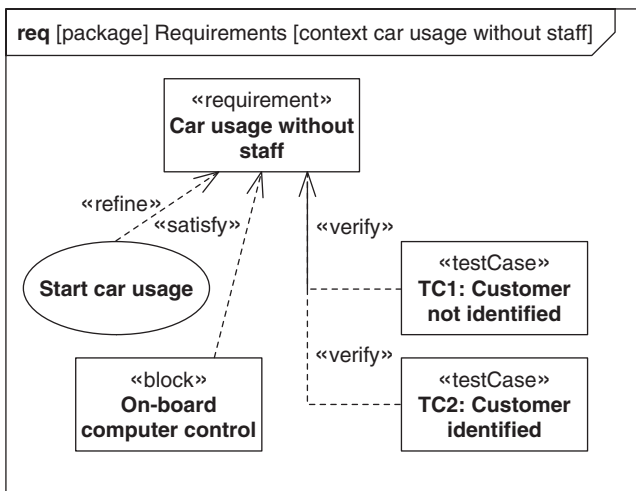 req [package] Requirements [context car usage without staff]
«requirement»
Car usage without
staff
«refine»
«satisfy»
«verify»
Start car usage
«testCase»
TC1: Customer
not identified
«verify»
«block»
On-board
computer control
«testCase»
TC2: Customer
identified